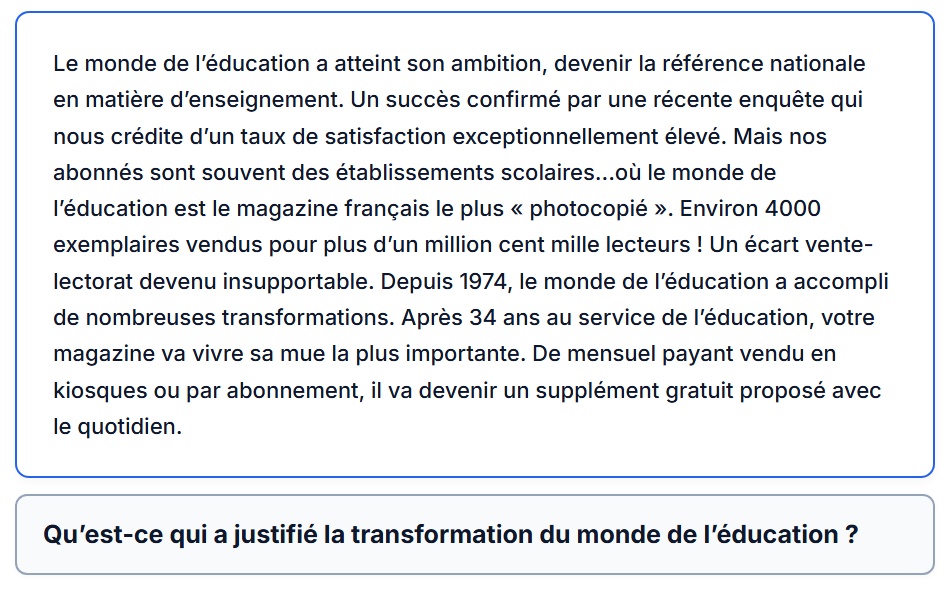 Le monde de l’éducation a atteint son ambition, devenir la référence nationale
en matière d’enseignement. Un succès confirmé par une récente enquête qui
nous crédite d’un taux de satisfaction exceptionnellement élevé. Mais nos
abonnés sont souvent des établissements scolaires...où le monde de
l’éducation est le magazine français le plus « photocopié ». Environ 4000
exemplaires vendus pour plus d’un million cent mille lecteurs ! Un écart vente-
lectorat devenu insupportable. Depuis 1974, le monde de l’éducation a accompli
de nombreuses transformations. Après 34 ans au service de l’éducation, votre
magazine va vivre sa mue la plus importante. De mensuel payant vendu en
kiosques ou par abonnement, il va devenir un supplément gratuit proposé avec
le quotidien.
Qu’est-ce qui a justifié la transformation du monde de l’éducation ?